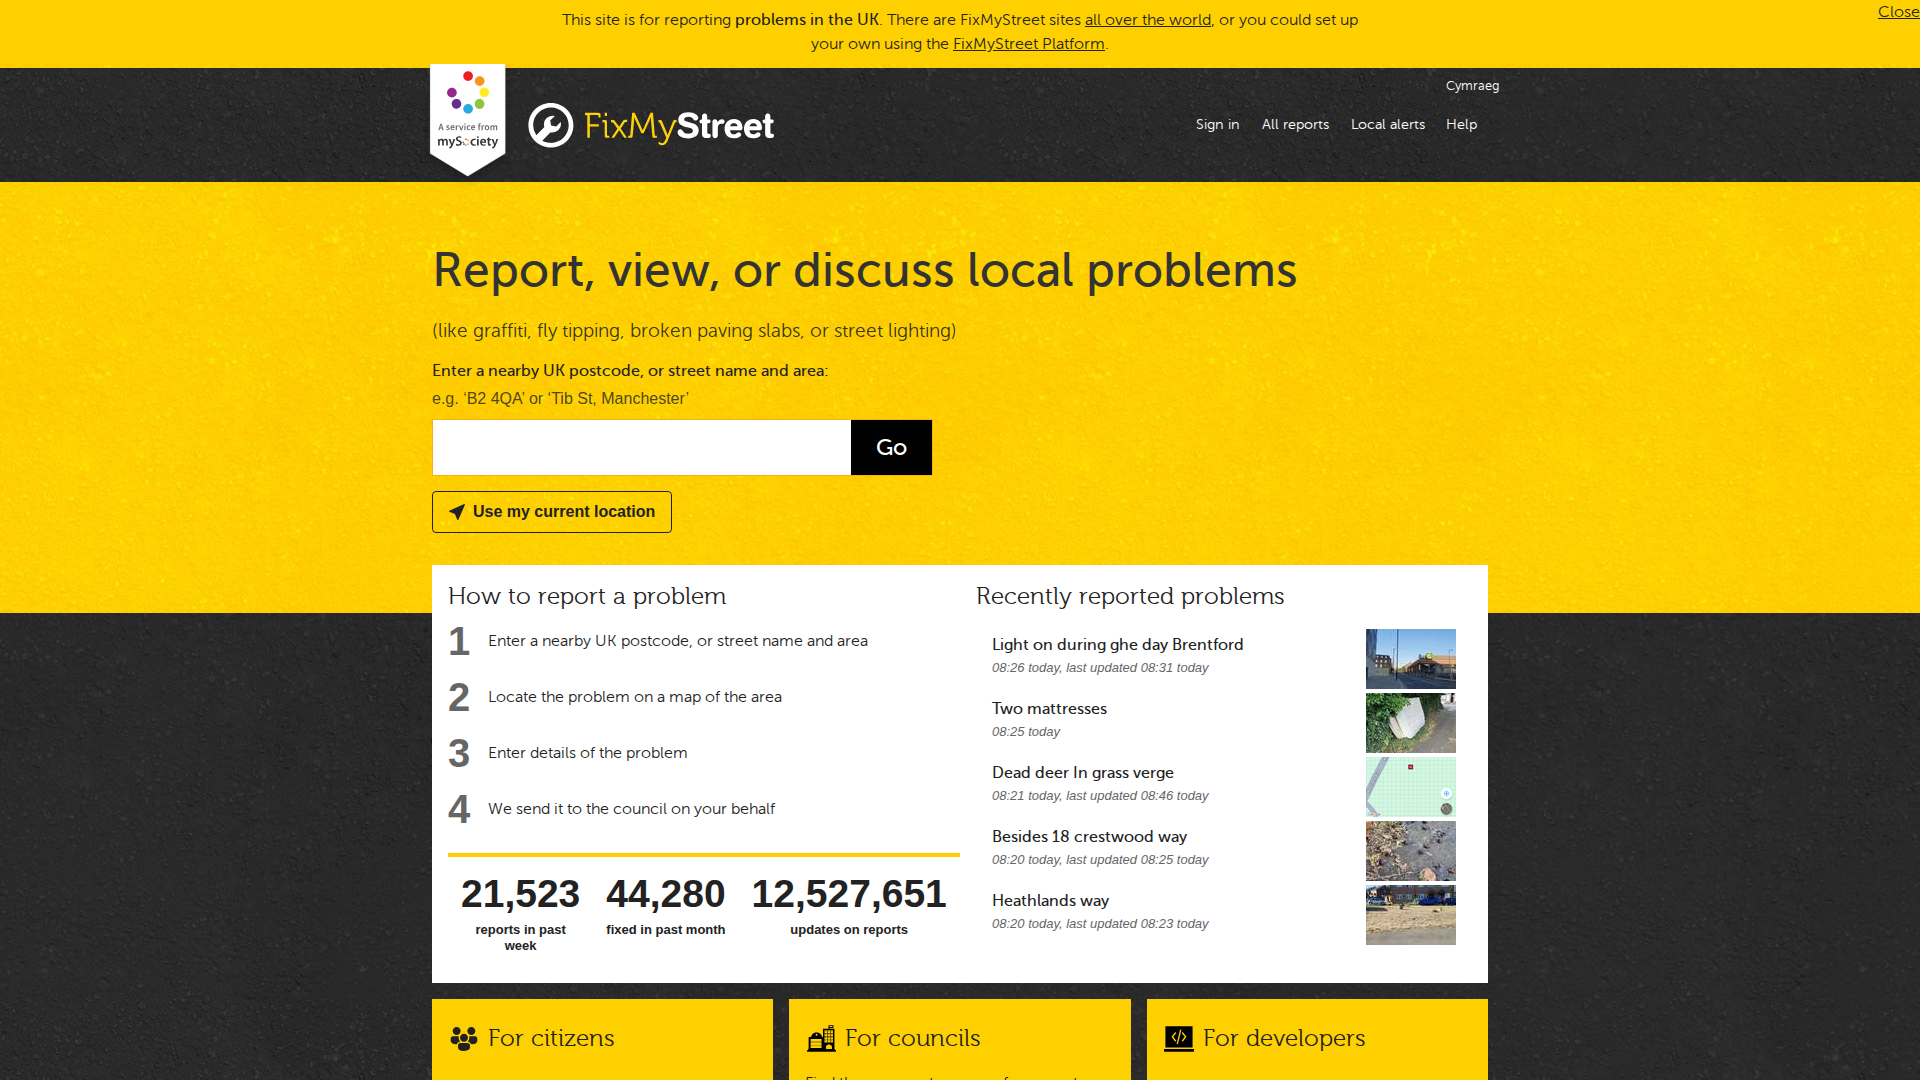 This site is for reporting problems in the UK. There are FixMyStreet sites all over the world, or you could set up
your own using the FixMyStreet Platform.
Close
A service from
mySociety
FixMyStreet
Cymraeg
Sign in
All reports
Local alerts
Help
Report, view, or discuss local problems
(like graffiti, fly tipping, broken paving slabs, or street lighting)
Enter a nearby UK postcode, or street name and area:
e.g. ‘B2 4QA’ or ‘Tib St, Manchester’
Go
Use my current location
How to report a problem
1 Enter a nearby UK postcode, or street name and area
2 Locate the problem on a map of the area
3 Enter details of the problem
4 We send it to the council on your behalf
21,523
reports in past
week
44,280
fixed in past month
12,527,651
updates on reports
Recently reported problems
Light on during ghe day Brentford
08:26 today, last updated 08:31 today
Two mattresses
08:25 today
Dead deer In grass verge
08:21 today, last updated 08:46 today
Besides 18 crestwood way
08:20 today, last updated 08:25 today
Heathlands way
08:20 today, last updated 08:23 today
For citizens
For councils
For developers